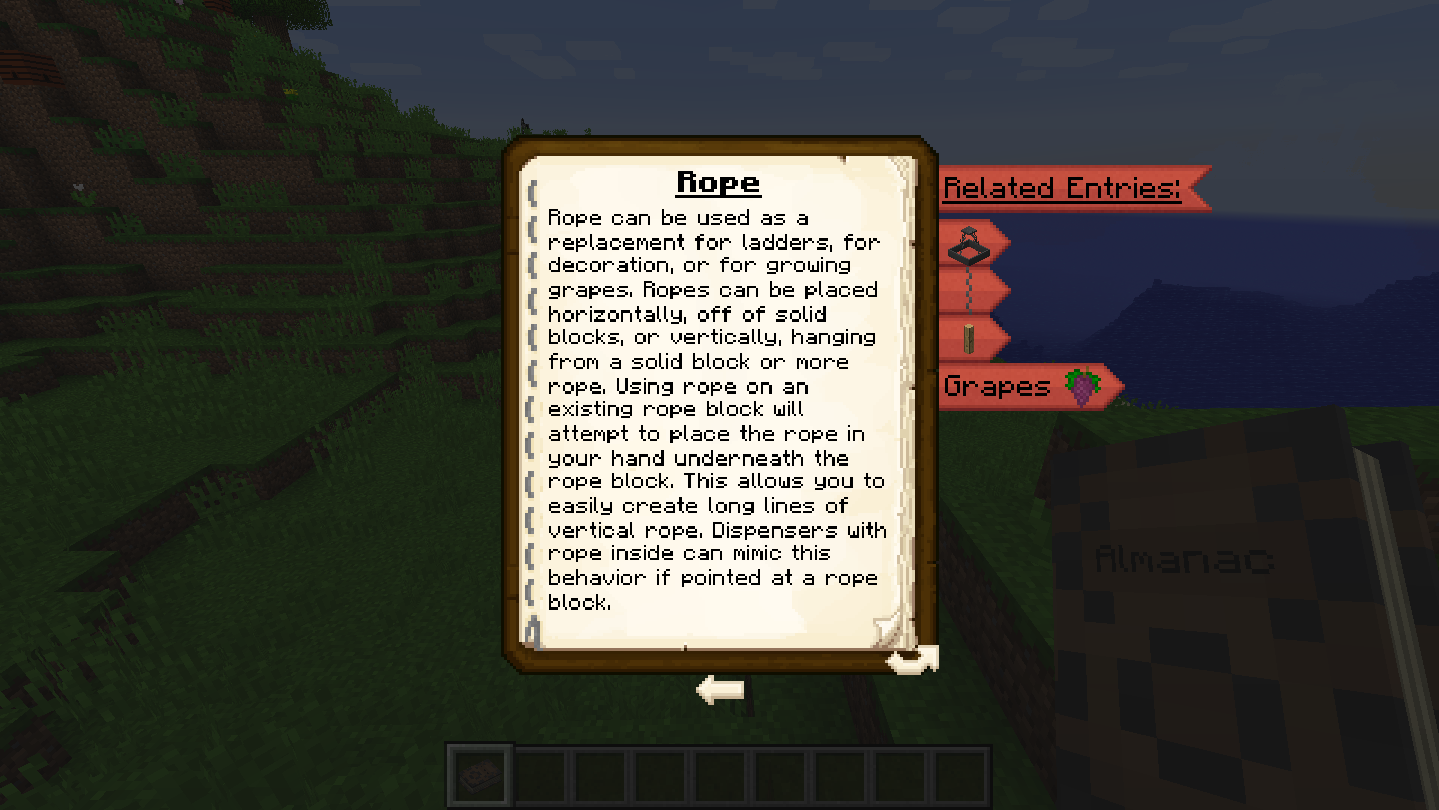 Rope
Rope can be used as a
replacement for ladders, for
decoration, or for growing
grapes. Ropes can be placed
horizontally, off of solid
blocks, or vertically, hanging
from a solid block or more
rope. Using rope on an
existing rope block will
attempt to place the rope in
your hand underneath the
rope block. This allows you to
easily create long lines of
vertical rope. Dispensers with
rope inside can mimic this
behavior if pointed at a rope
block.
Related Entries:
Grapes
Almanac